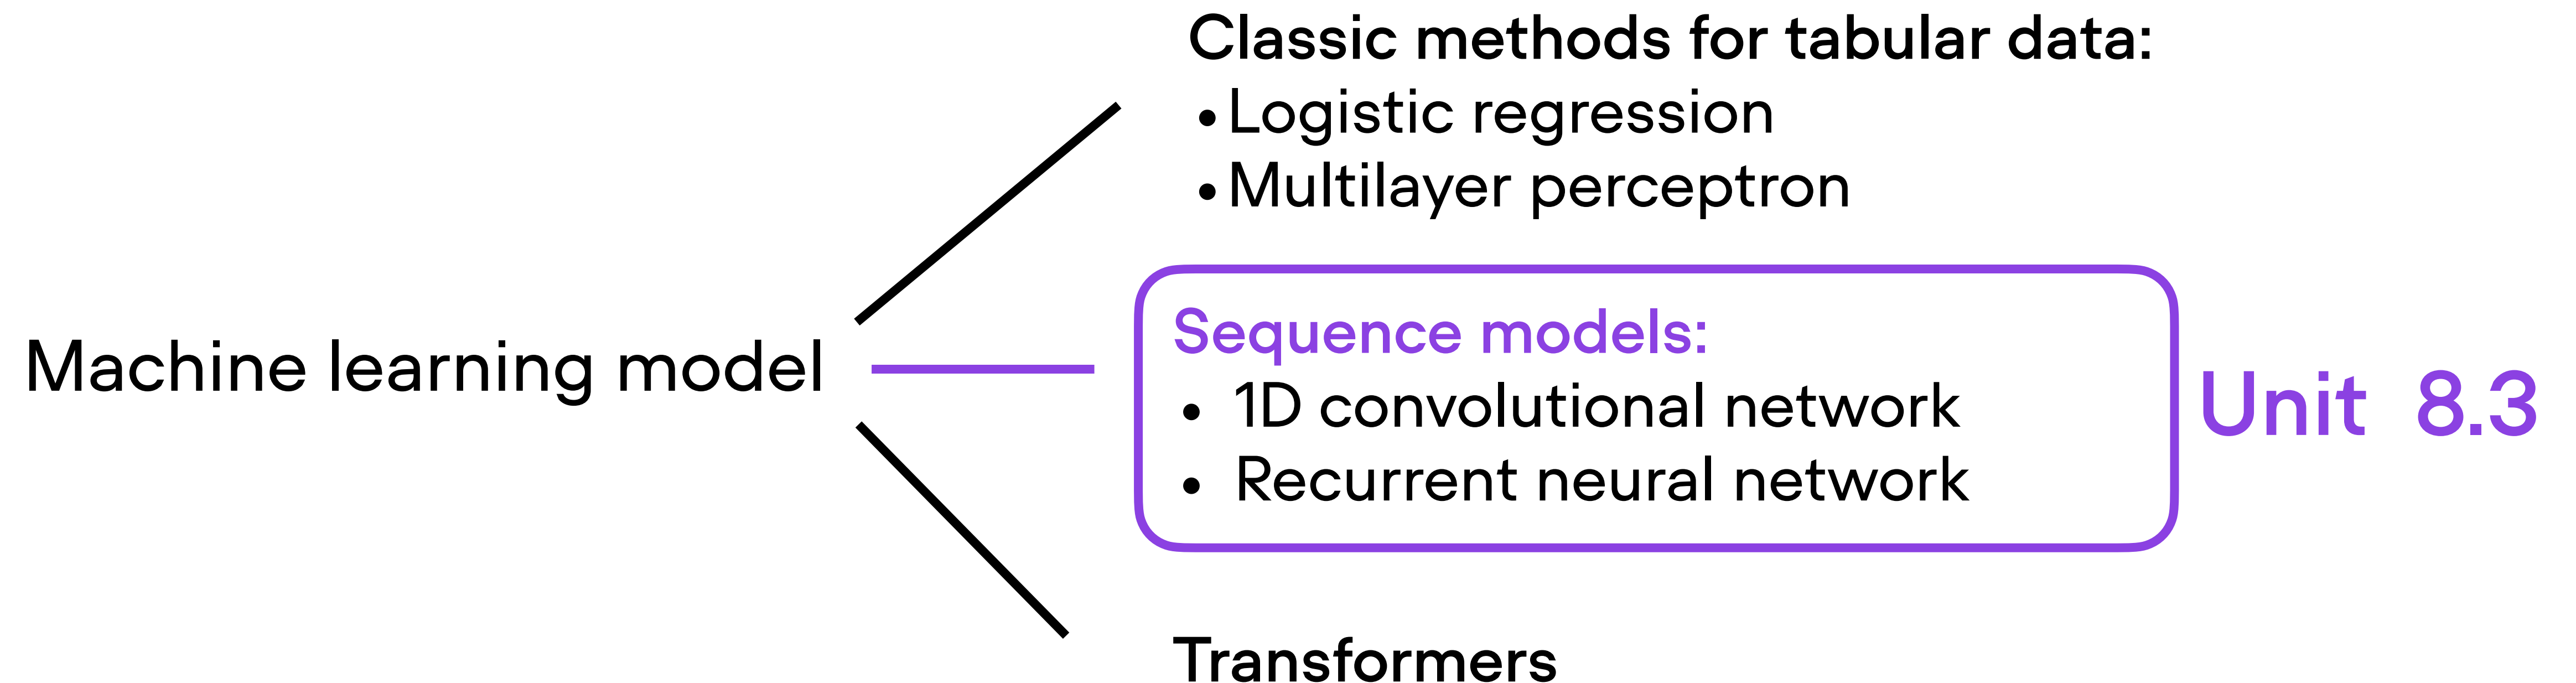 Classic methods for tabular data:
• Logistic regression
• Multilayer perceptron
Machine learning model
Sequence models:
• 1D convolutional network
• Recurrent neural network
Unit 8.3
Transformers